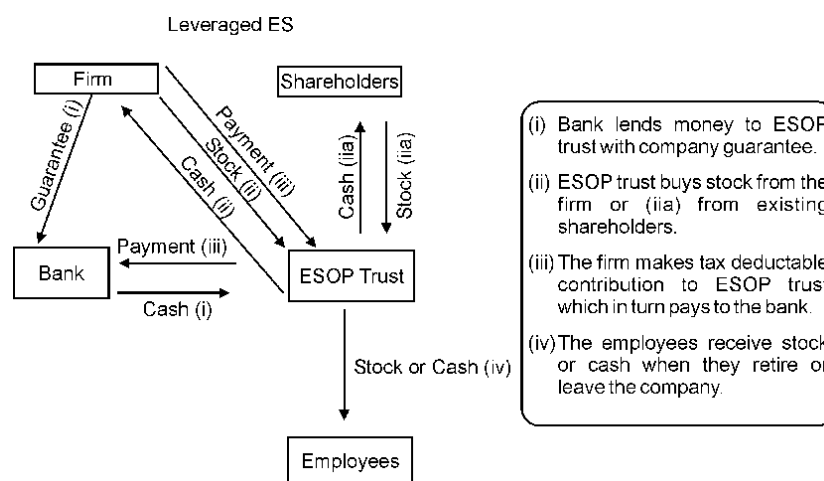 Leveraged ES
Firm
Shareholders
Guarantee (i)
Cash (ii)
Stock (ii)
Payment (iii)
Cash (iia)
Stock (iia)
Bank
Payment (iii)
Cash (i)
ESOP Trust
Stock or Cash (iv)
Employees
(i) Bank lends money to ESOP
trust with company guarantee.
(ii) ESOP trust buys stock from the
firm or (iia) from existing
shareholders.
(iii) The firm makes tax deductable
contribution to ESOP trust
which in turn pays to the bank.
(iv) The employees receive stock
or cash when they retire or
leave the company.